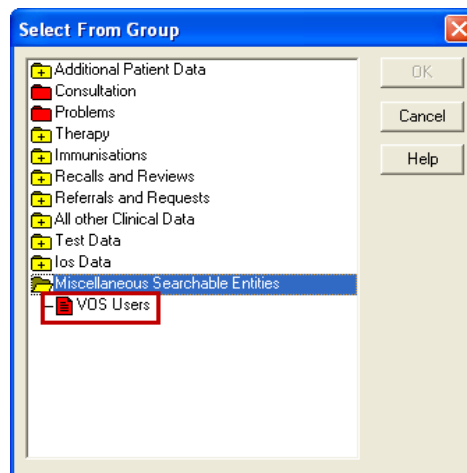 Select From Group
Additional Patient Data
Consultation
Problems
Therapy
Immunisations
Recalls and Reviews
Referrals and Requests
All other Clinical Data
Test Data
Ios Data
Miscellaneous Searchable Entities
VOS Users
OK
Cancel
Help